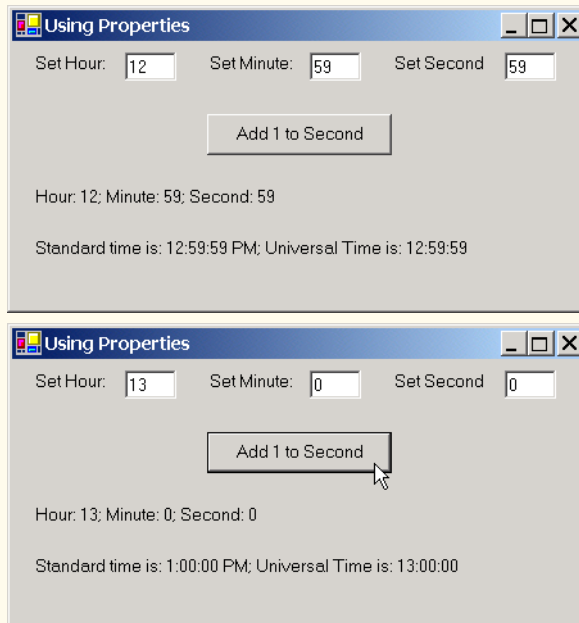 Using Properties
Set Hour: 12 Set Minute: 59 Set Second 59
Add 1 to Second
Hour: 12; Minute: 59; Second: 59
Standard time is: 12:59:59 PM; Universal Time is: 12:59:59
Using Properties
Set Hour: 13 Set Minute: 0 Set Second 0
Add 1 to Second
Hour: 13; Minute: 0; Second: 0
Standard time is: 1:00:00 PM; Universal Time is: 13:00:00